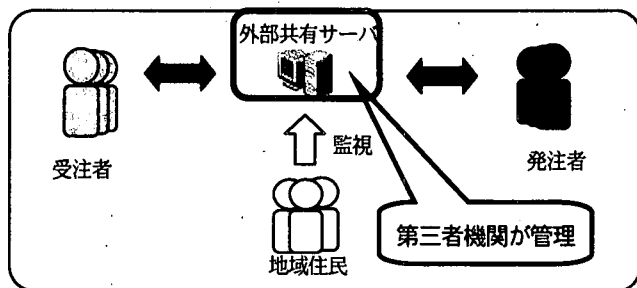 外部共有サーバ
受注者
監視
発注者
第三者機関が管理
地域住民